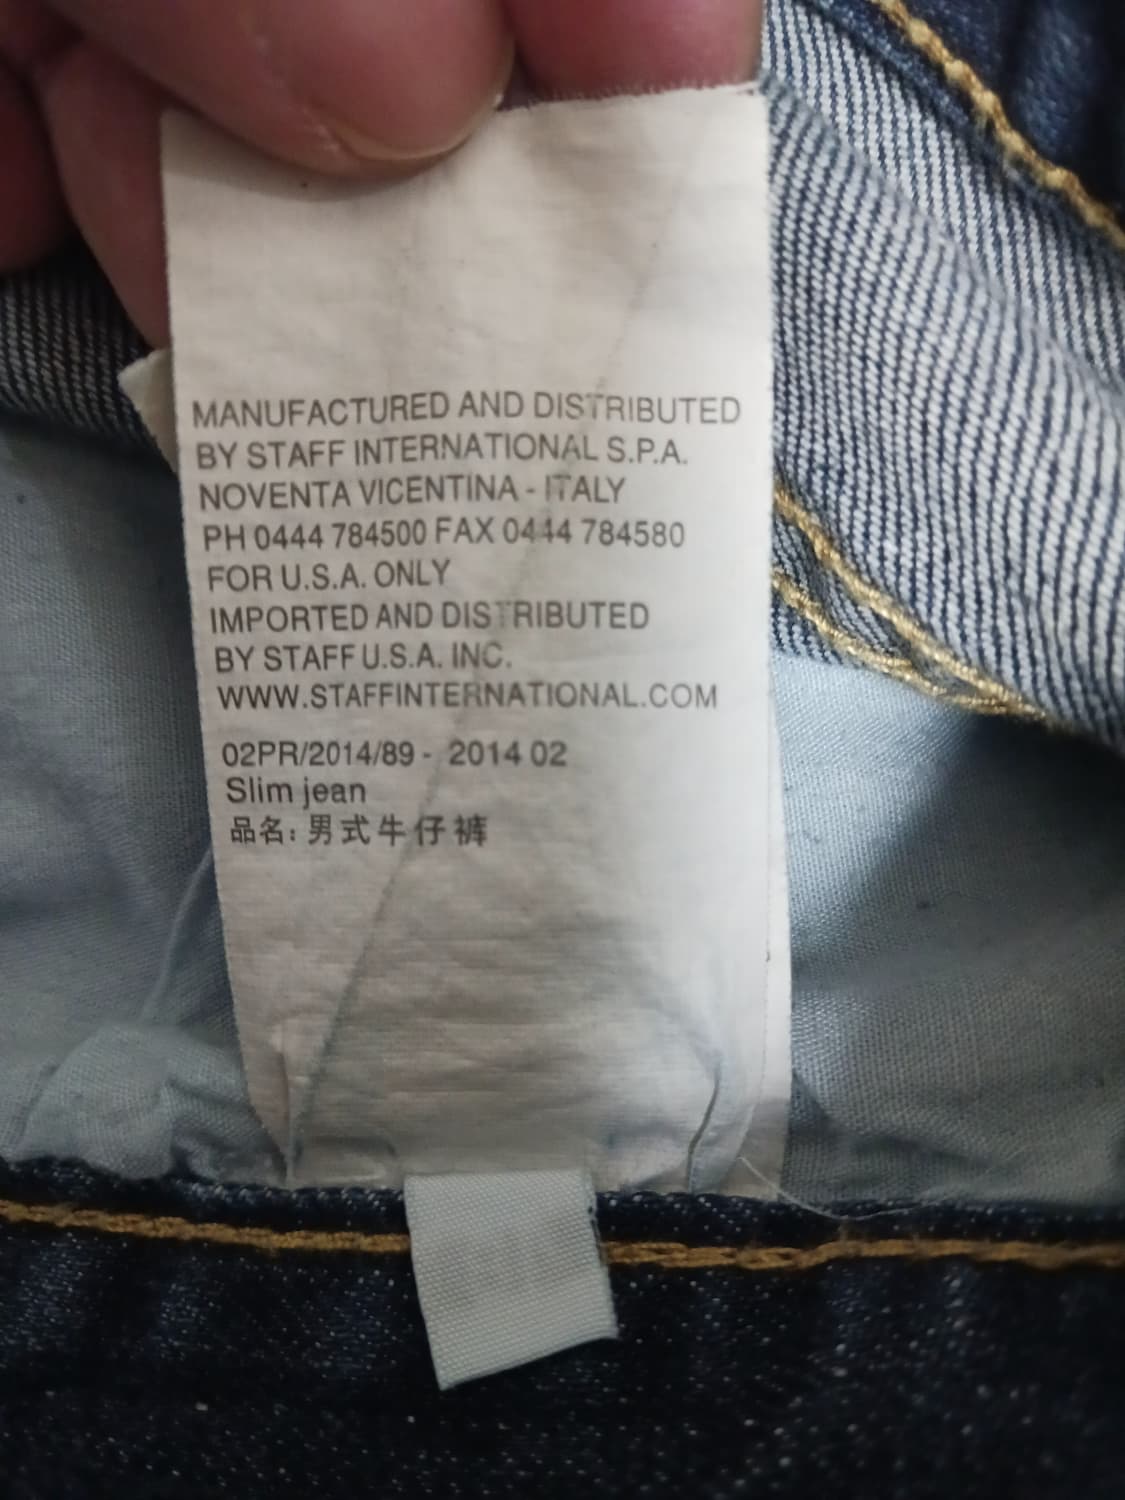 MANUFACTURED AND DISTRIBUTED
BY STAFF INTERNATIONAL S.P.A.
NOVENTA VICENTINA - ITALY
PH 0444 784500 FAX 0444 784580
FOR U.S.A. ONLY
IMPORTED AND DISTRIBUTED
BY STAFF U.S.A. INC.
WWW.STAFFINTERNATIONAL.COM
02PR/2014/89 - 2014 02
Slim jean
品名: 男式牛仔裤